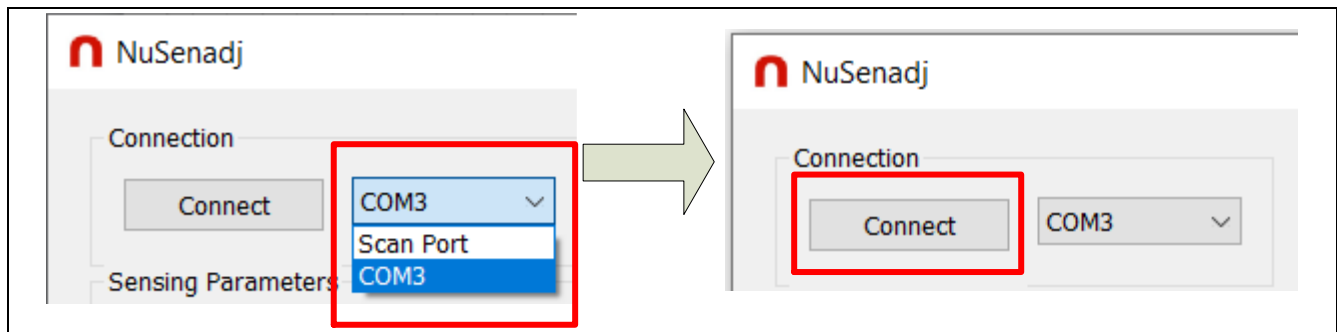 NuSenadj
Connection
Connect COM3
Scan Port
COM3
Sensing Parameters
NuSenadj
Connection
Connect COM3